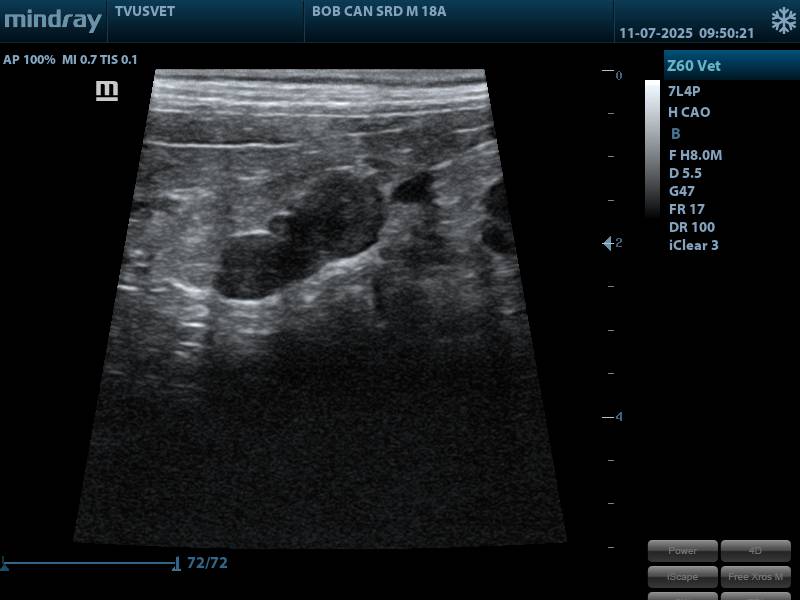 mindray
TVUSVET
BOB CAN SRD M 18A
11-07-2025 09:50:21
AP 100% MI 0.7 TIS 0.1
m
Z60 Vet
7L4P
H CAO
B
F H8.0M
D 5.5
G47
FR 17
DR 100
iClear 3
0
2
4
72/72
Power
4D
iScape
Free Xros M